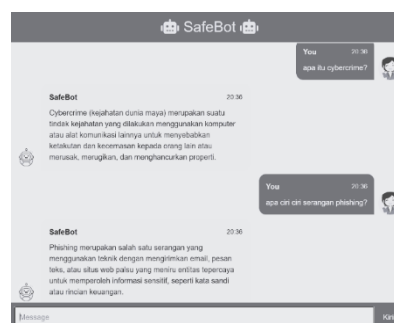 SafeBot
You 20:36
apa itu cybercrime?
SafeBot 20:36
Cybercrime (kejahatan dunia maya) merupakan suatu
tindak kejahatan yang dilakukan menggunakan komputer
atau alat komunikasi lainnya untuk menyebabkan
ketakutan dan kecemasan kepada orang lain atau
merusak, merugikan, dan menghancurkan properti.
You 20:36
apa ciri ciri serangan phishing?
SafeBot 20:36
Phishing merupakan salah satu serangan yang
menggunakan teknik dengan mengirimkan email, pesan
teks, atau situs web palsu yang meniru entitas tepercaya
untuk memperoleh informasi sensitif, seperti kata sandi
atau rincian keuangan.
Message